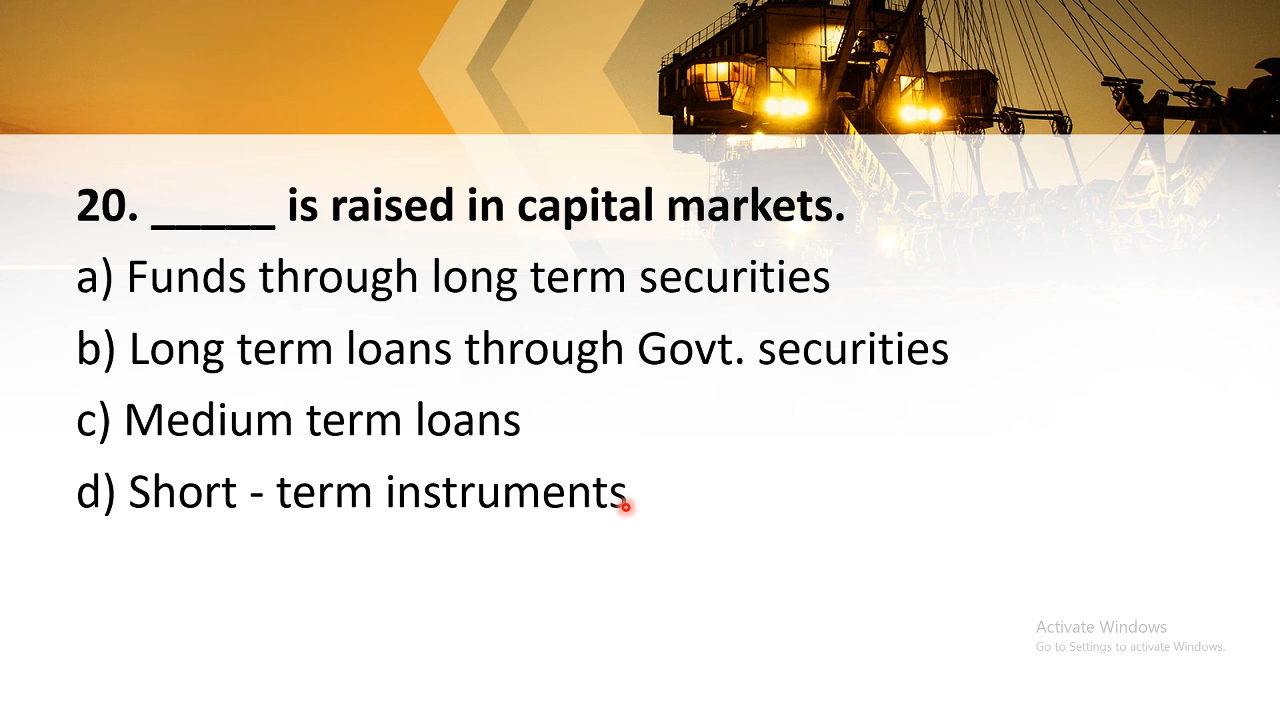 20. _____ is raised in capital markets.
a) Funds through long term securities
b) Long term loans through Govt. securities
c) Medium term loans
d) Short - term instruments
Activate Windows
Go to Settings to activate Windows.